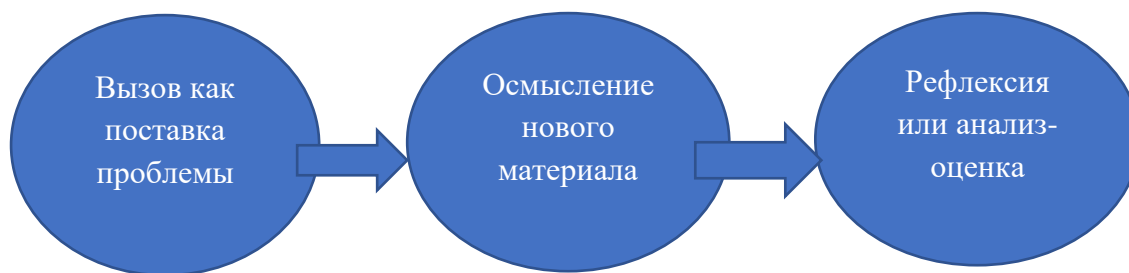 Вызов как
поставка
проблемы
Осмысление
нового
материала
Рефлексия
или анализ-
оценка